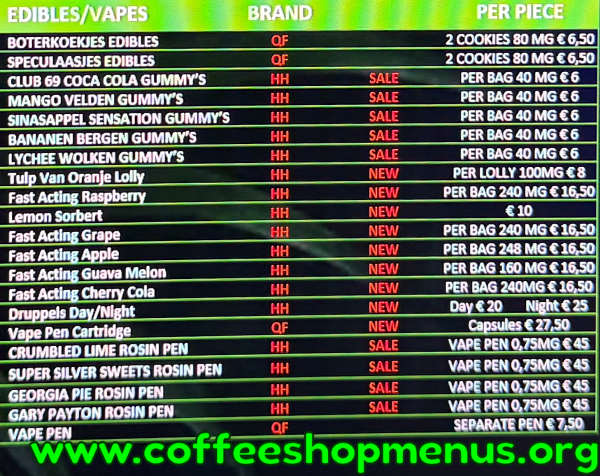 EDIBLES/VAPES BRAND PER PIECE
BOTERKOEKJES EDIBLES QF 2 COOKIES 80 MG € 6,50
SPECULAASJES EDIBLES QF 2 COOKIES 80 MG € 6,50
CLUB 69 COCA COLA GUMMY'S HH SALE PER BAG 40 MG € 6
MANGO VELDEN GUMMY'S HH SALE PER BAG 40 MG € 6
SINASAPPEL SENSATION GUMMY'S HH SALE PER BAG 40 MG € 6
BANANEN BERGEN GUMMY'S HH SALE PER BAG 40 MG € 6
LYCHEE WOLKEN GUMMY'S HH SALE PER BAG 40 MG € 6
Tulp Van Oranje Lolly HH NEW PER LOLLY 100MG € 8
Fast Acting Raspberry HH NEW PER BAG 240 MG € 16,50
Lemon Sorbert HH NEW € 10
Fast Acting Grape HH NEW PER BAG 240 MG € 16,50
Fast Acting Apple HH NEW PER BAG 248 MG € 16,50
Fast Acting Guava Melon HH NEW PER BAG 160 MG € 16,50
Fast Acting Cherry Cola HH NEW PER BAG 240MG € 16,50
Druppels Day/Night HH NEW Day € 20 Night € 25
Vape Pen Cartridge QF NEW Capsules € 27,50
CRUMBLED LIME ROSIN PEN HH SALE VAPE PEN 0,75MG € 45
SUPER SILVER SWEETS ROSIN PEN HH SALE VAPE PEN 0,75MG € 45
GEORGIA PIE ROSIN PEN HH SALE VAPE PEN 0,75MG € 45
GARY PAYTON ROSIN PEN HH SALE VAPE PEN 0,75MG € 45
VAPE PEN QF SEPARATE PEN € 7,50
www.coffeeshopmenus.org